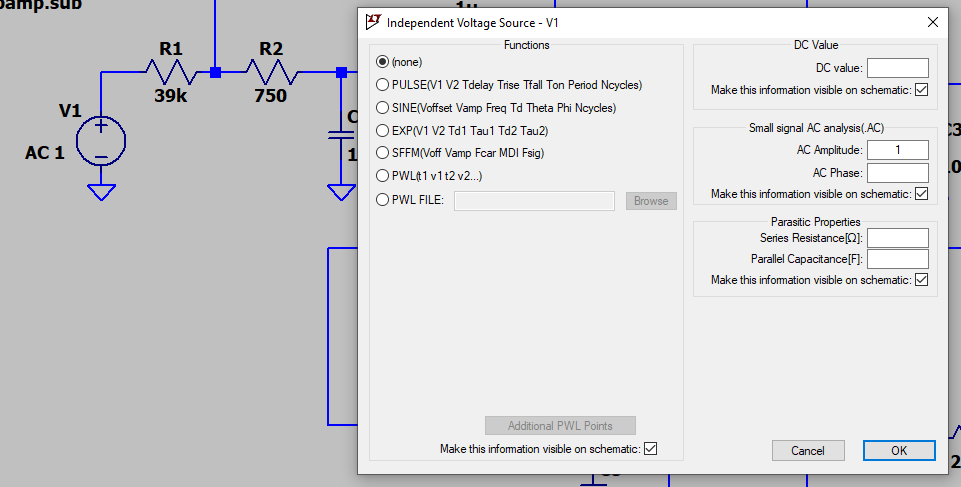 pamp.sub
1u
R1
R2
39k
750
V1
AC 1
C
1
Independent Voltage Source - V1
Functions
(none)
PULSE(V1 V2 Tdelay Trise Tfall Ton Period Ncycles)
SINE(Voffset Vamp Freq Td Theta Phi Ncycles)
EXP(V1 V2 Td1 Tau1 Td2 Tau2)
SFFM(Voff Vamp Fcar MDI Fsig)
PWL(t1 v1 t2 v2...)
PWL FILE:
Browse
Additional PWL Points
Make this information visible on schematic:
DC Value
DC value:
Make this information visible on schematic:
Small signal AC analysis(.AC)
AC Amplitude: 1
AC Phase:
Make this information visible on schematic:
Parasitic Properties
Series Resistance[Ω]:
Parallel Capacitance[F]:
Make this information visible on schematic:
Cancel
OK